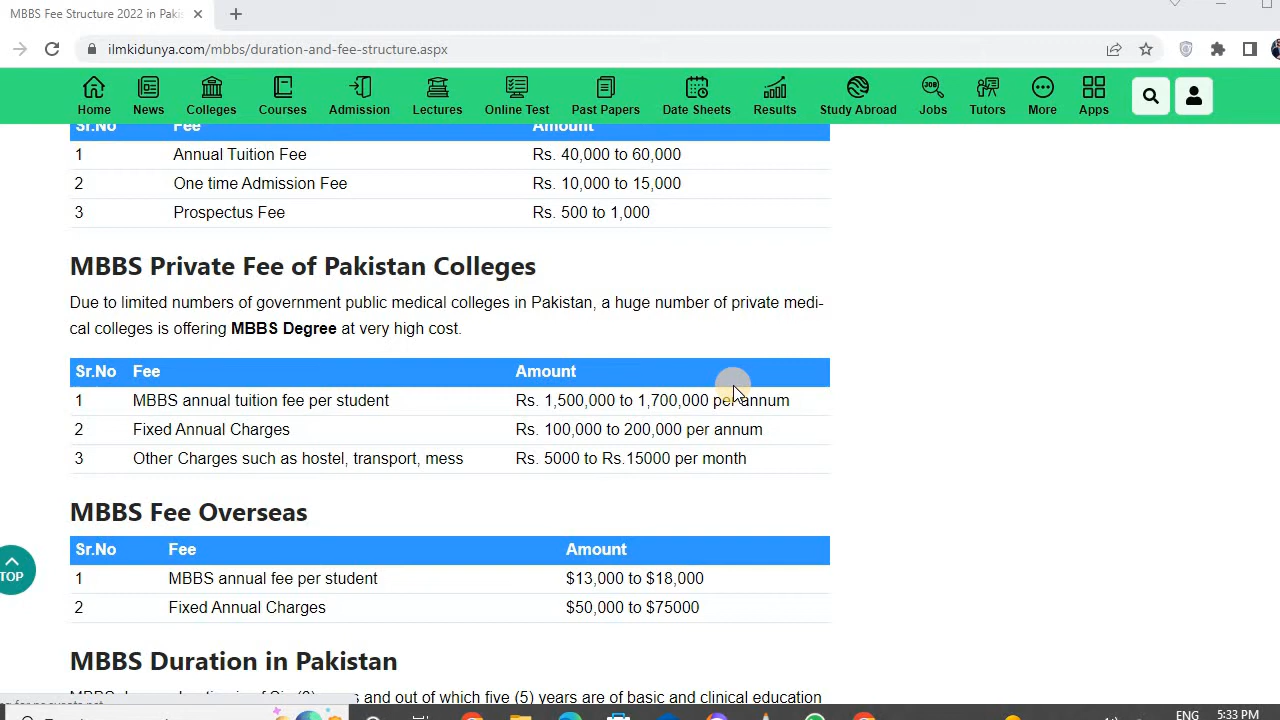 MBBS Fee Structure 2022 in Paki
ilmkidunya.com/mbbs/duration-and-fee-structure.aspx
Home News Colleges Courses Admission Lectures Online Test Past Papers Date Sheets Results Study Abroad JOB Jobs Tutors More Apps
Sr.No Fee Amount
1 Annual Tuition Fee Rs. 40,000 to 60,000
2 One time Admission Fee Rs. 10,000 to 15,000
3 Prospectus Fee Rs. 500 to 1,000
MBBS Private Fee of Pakistan Colleges
Due to limited numbers of government public medical colleges in Pakistan, a huge number of private medi-
cal colleges is offering MBBS Degree at very high cost.
Sr.No Fee Amount
1 MBBS annual tuition fee per student Rs. 1,500,000 to 1,700,000 per annum
2 Fixed Annual Charges Rs. 100,000 to 200,000 per annum
3 Other Charges such as hostel, transport, mess Rs. 5000 to Rs.15000 per month
MBBS Fee Overseas
Sr.No Fee Amount
1 MBBS annual fee per student $13,000 to $18,000
2 Fixed Annual Charges $50,000 to $75000
TOP
MBBS Duration in Pakistan
MBBS and out of which five (5) years are of basic and clinical education
ENG 5:33 PM